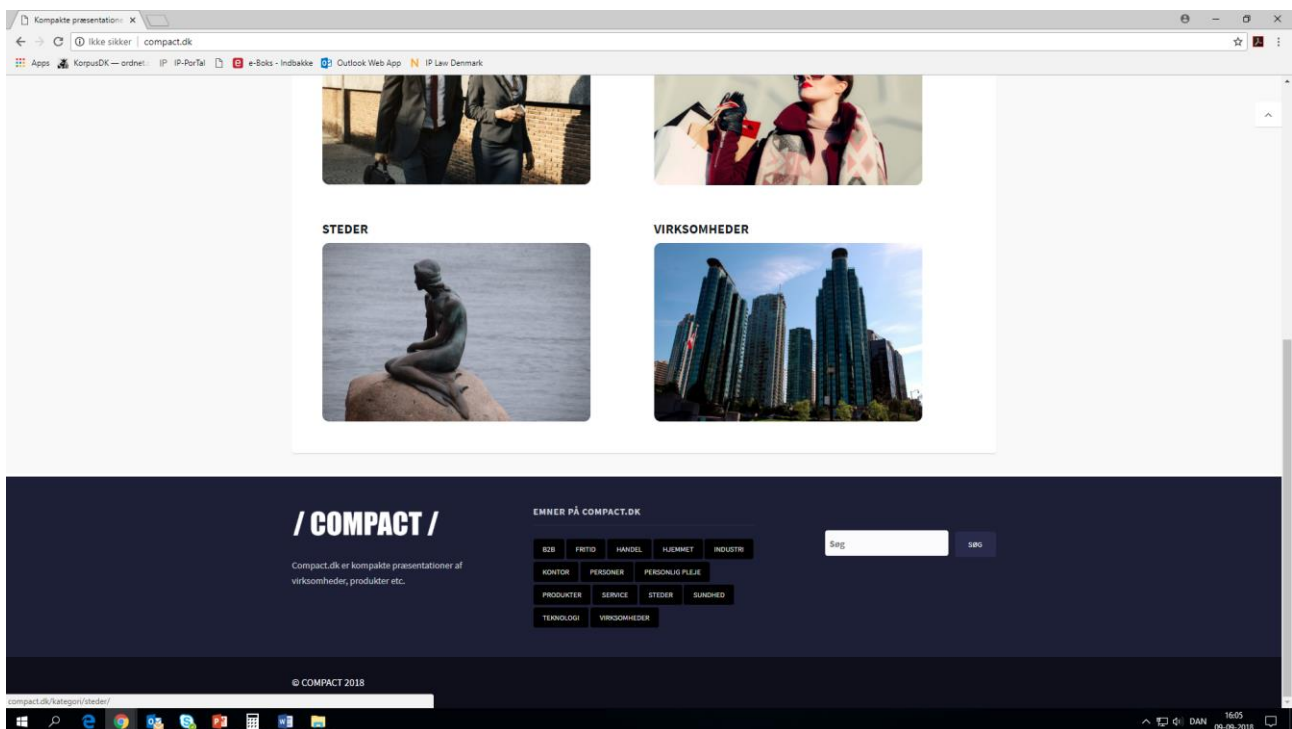 Kompakte præsentatione
Ikke sikker | compact.dk
Apps KorpusDK — ordnet. IP IP-PorTal e-Boks - Indbakke Outlook Web App IP Law Denmark
STEDER VIRKSOMHEDER
/ COMPACT /
Compact.dk er kompakte præsentationer af
virksomheder, produkter etc.
EMNER PÅ COMPACT.DK
B2B FRITID HANDEL HJEMMET INDUSTRI
KONTOR PERSONER PERSONLIG PLEJE
PRODUKTER SERVICE STEDER SUNDHED
TEKNOLOGI VIRKSOMHEDER
Søg SØG
© COMPACT 2018
compact.dk/kategori/steder/
DAN 16:05
09-09-2018